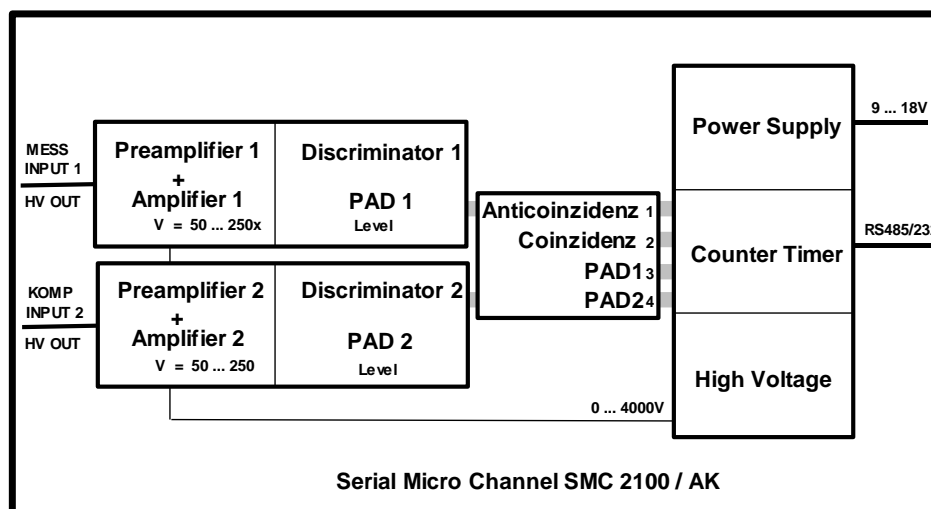 9 ... 18V
Power Supply
MESS
INPUT 1
HV OUT
Preamplifier 1
+
Amplifier 1
V = 50 ... 250x
Discriminator 1
PAD 1
Level
Anticoinzidenz 1
Coinzidenz 2
PAD1 3
PAD2 4
Counter Timer
RS485/232
KOMP
INPUT 2
HV OUT
Preamplifier 2
+
Amplifier 2
V = 50 ... 250
Discriminator 2
PAD 2
Level
High Voltage
0 ... 4000V
Serial Micro Channel SMC 2100 / AK